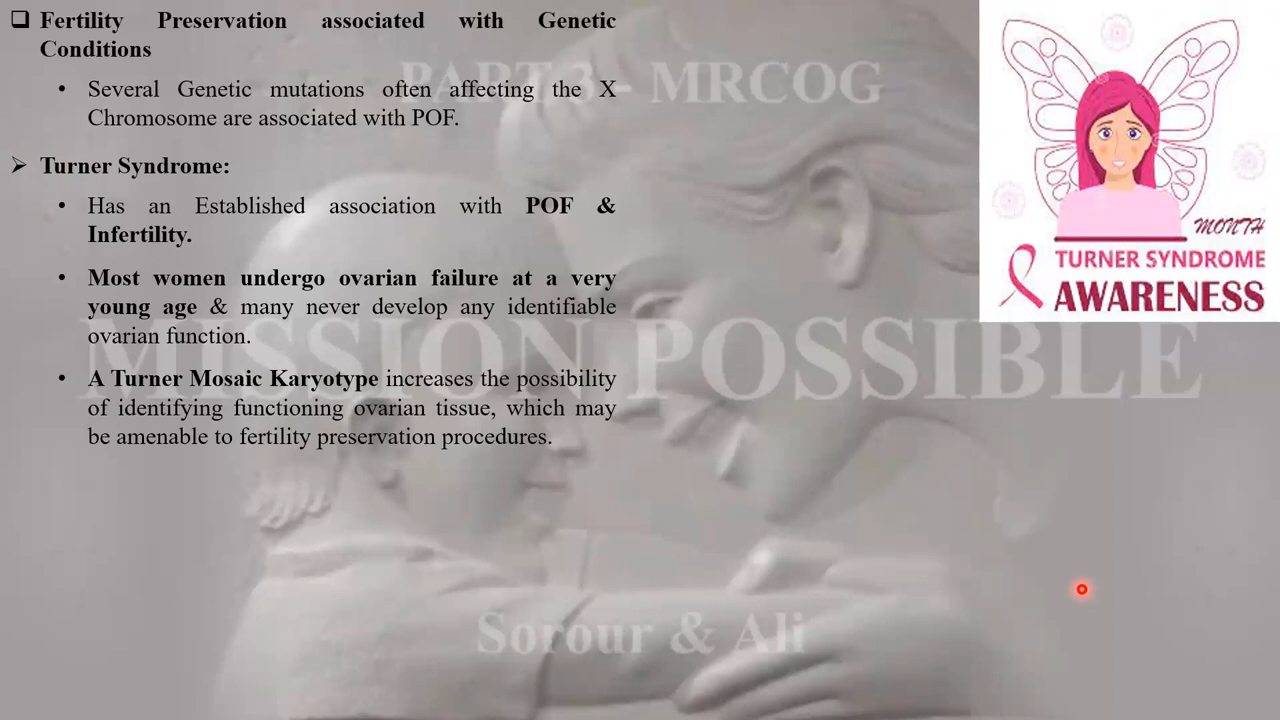 Fertility Preservation associated with Genetic
Conditions
• Several Genetic mutations often affecting the X
Chromosome are associated with POF.
Turner Syndrome:
• Has an Established association with POF &
Infertility.
• Most women undergo ovarian failure at a very
young age & many never develop any identifiable
ovarian function.
• A Turner Mosaic Karyotype increases the possibility
of identifying functioning ovarian tissue, which may
be amenable to fertility preservation procedures.
PART 3 - MRCOG
MISSION POSSIBLE
Sorour & Ali
MONTH
TURNER SYNDROME
AWARENESS